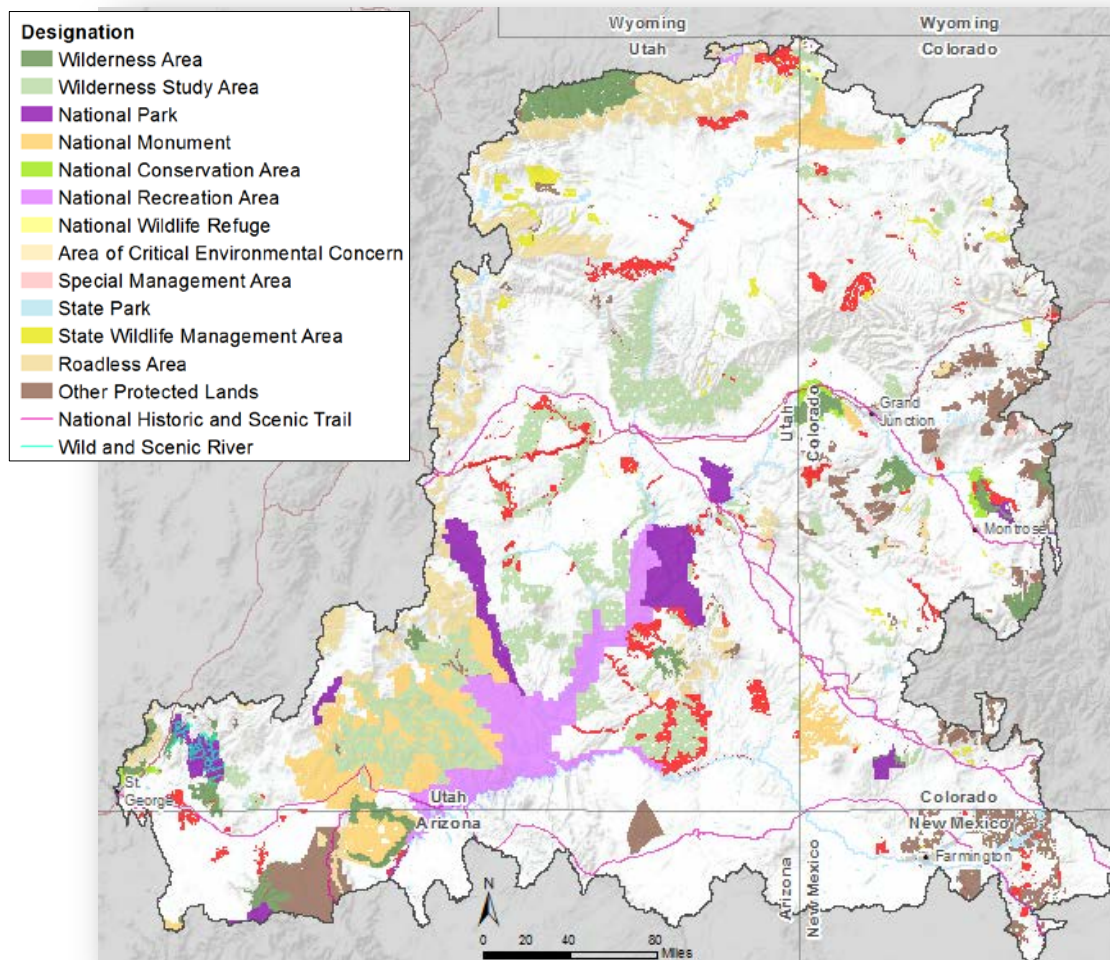 Designation
Wilderness Area
Wilderness Study Area
National Park
National Monument
National Conservation Area
National Recreation Area
National Wildlife Refuge
Area of Critical Environmental Concern
Special Management Area
State Park
State Wildlife Management Area
Roadless Area
Other Protected Lands
National Historic and Scenic Trail
Wild and Scenic River
Wyoming
Wyoming
Utah
Colorado
Utah
Colorado
Grand
Junction
Montrose
St.
George
Utah
Colorado
Arizona
New Mexico
Farmington
Arizona
New Mexico
N
0 20 40 80
Miles